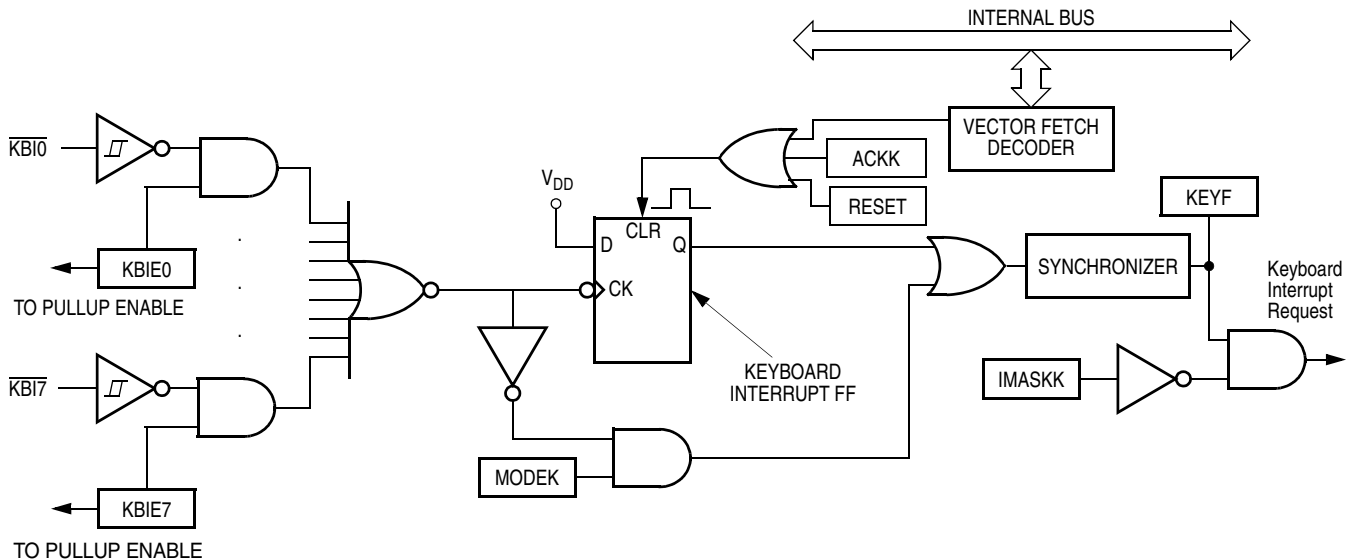 INTERNAL BUS
VECTOR FETCH
DECODER
ACKK
RESET
KBI0
KBIE0
TO PULLUP ENABLE
KBI7
KBIE7
TO PULLUP ENABLE
VDD
CLR
D
Q
CK
KEYBOARD
INTERRUPT FF
MODEK
SYNCHRONIZER
KEYF
IMASKK
Keyboard
Interrupt
Request